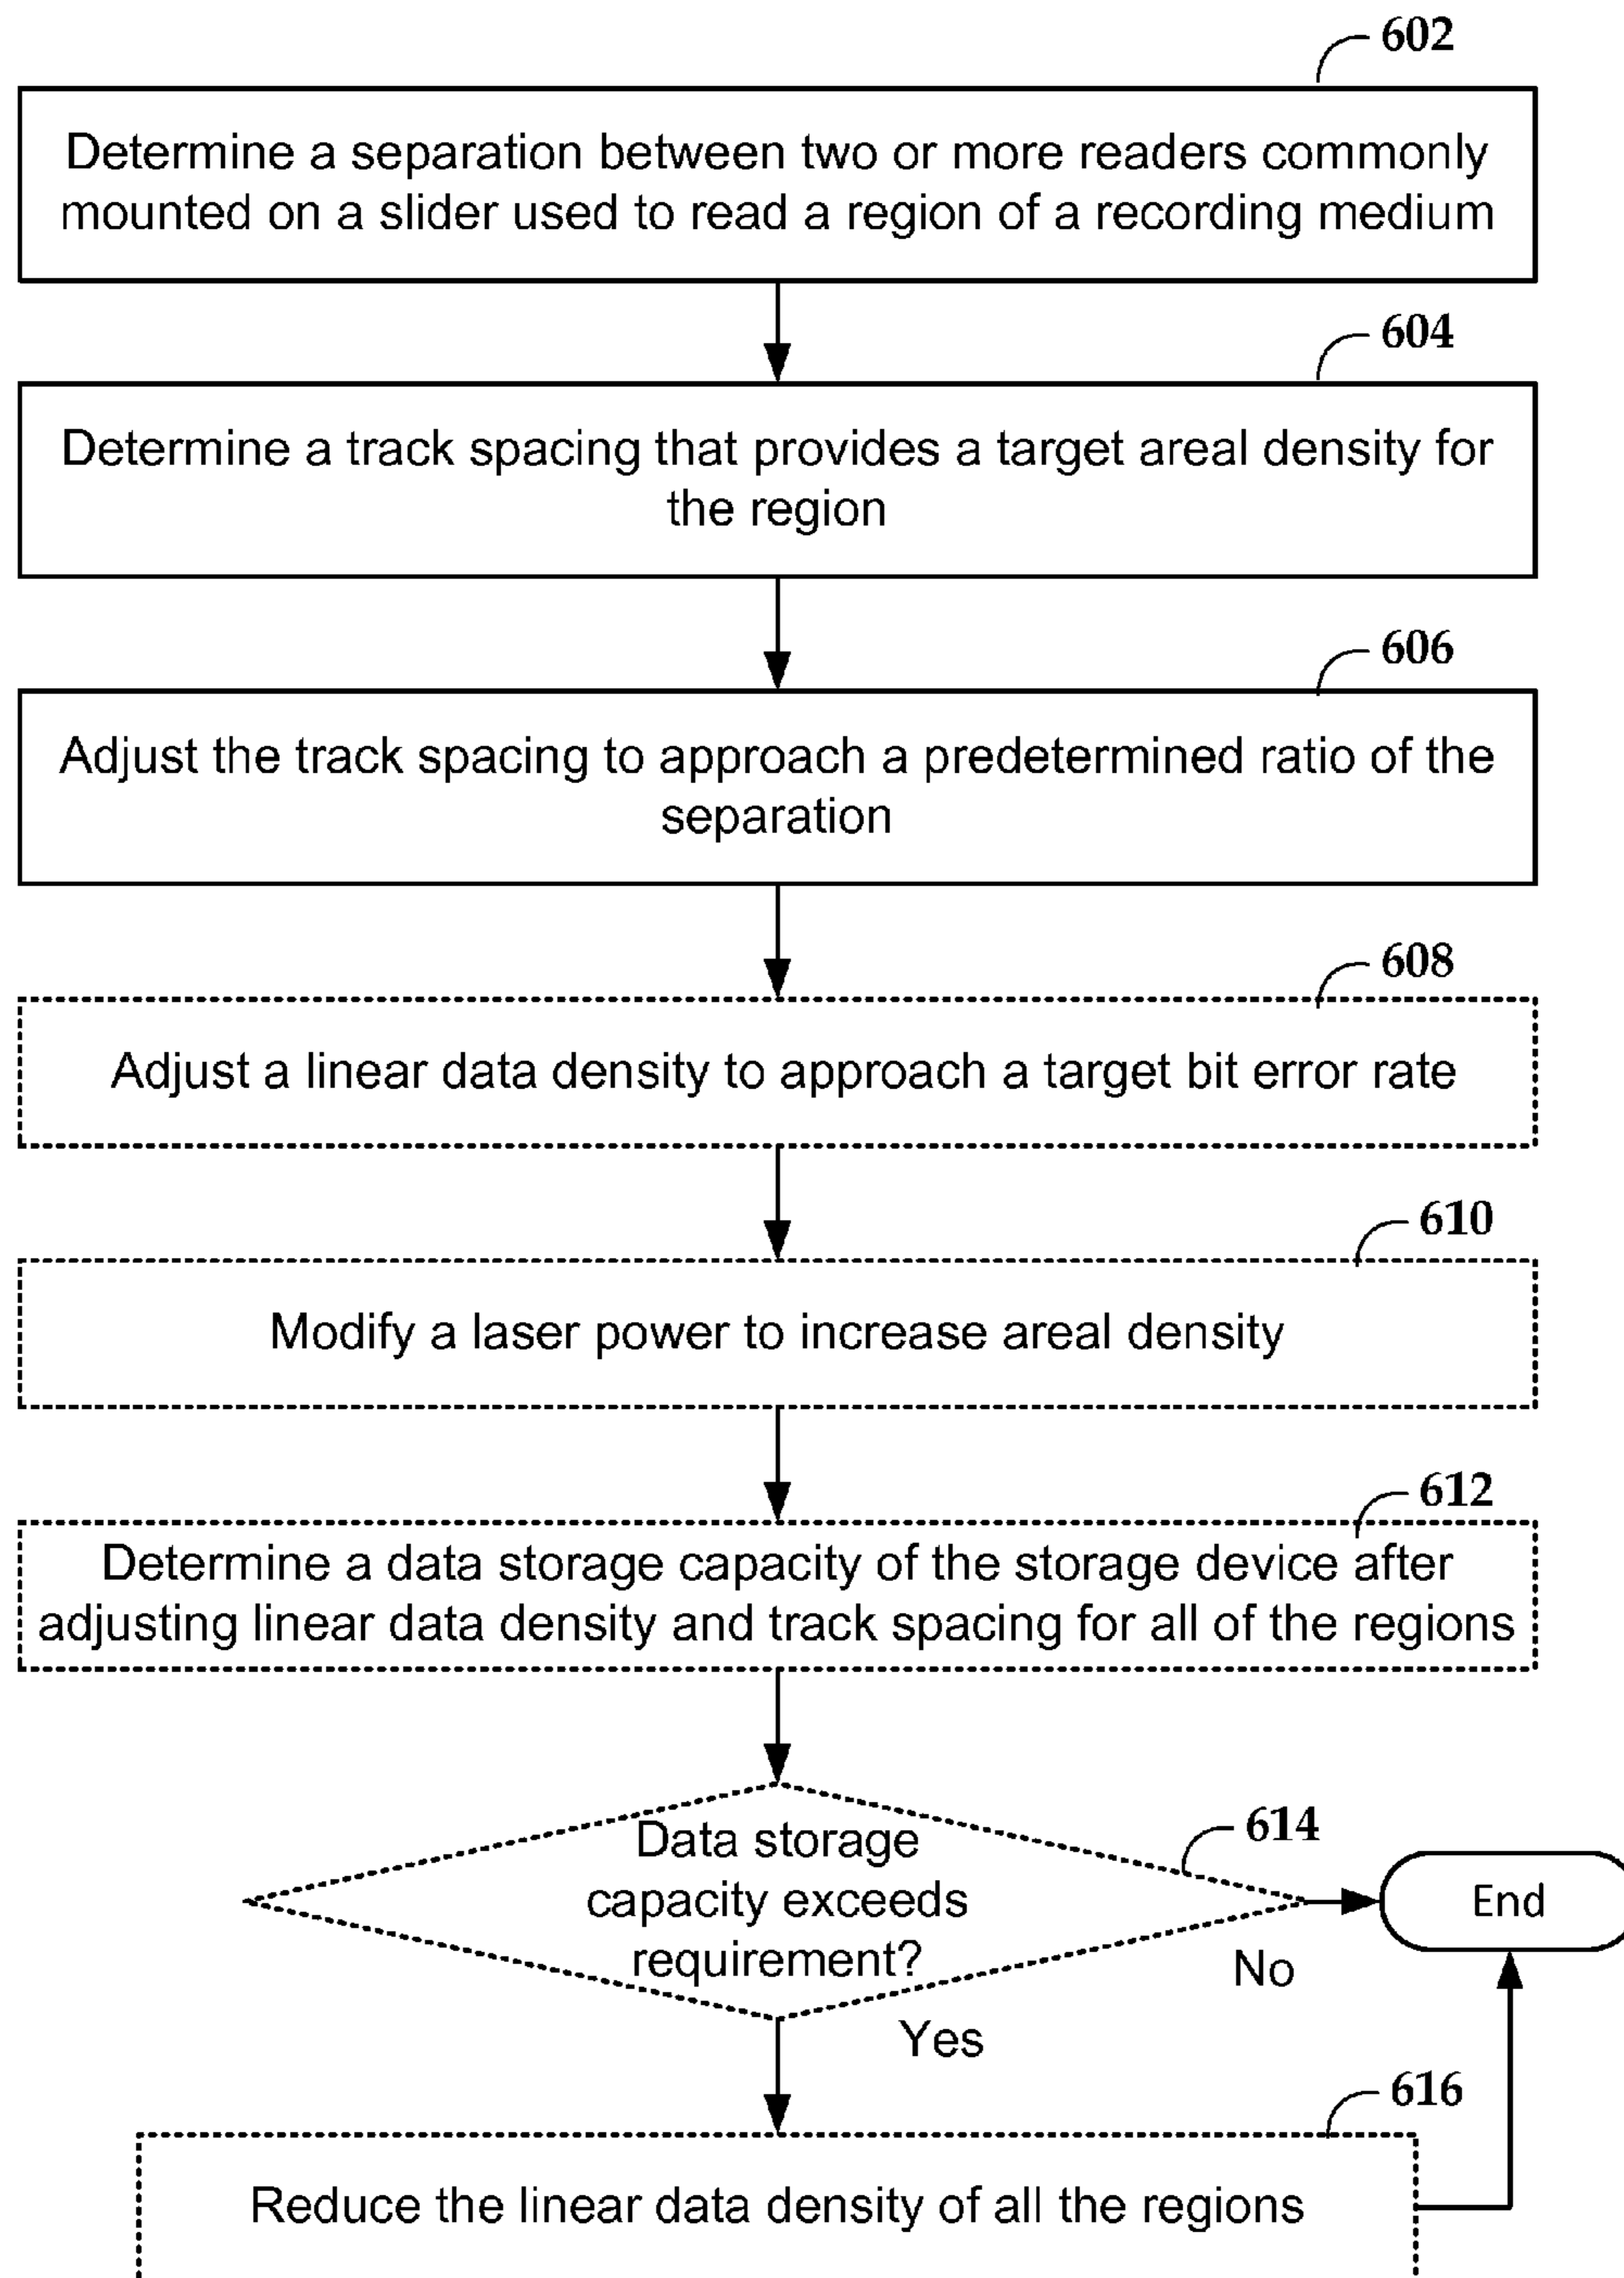 602
Determine a separation between two or more readers commonly
mounted on a slider used to read a region of a recording medium
604
Determine a track spacing that provides a target areal density for
the region
606
Adjust the track spacing to approach a predetermined ratio of the
separation
608
Adjust a linear data density to approach a target bit error rate
610
Modify a laser power to increase areal density
612
Determine a data storage capacity of the storage device after
adjusting linear data density and track spacing for all of the regions
614
Data storage
capacity exceeds
requirement?
End
No
Yes
616
Reduce the linear data density of all the regions